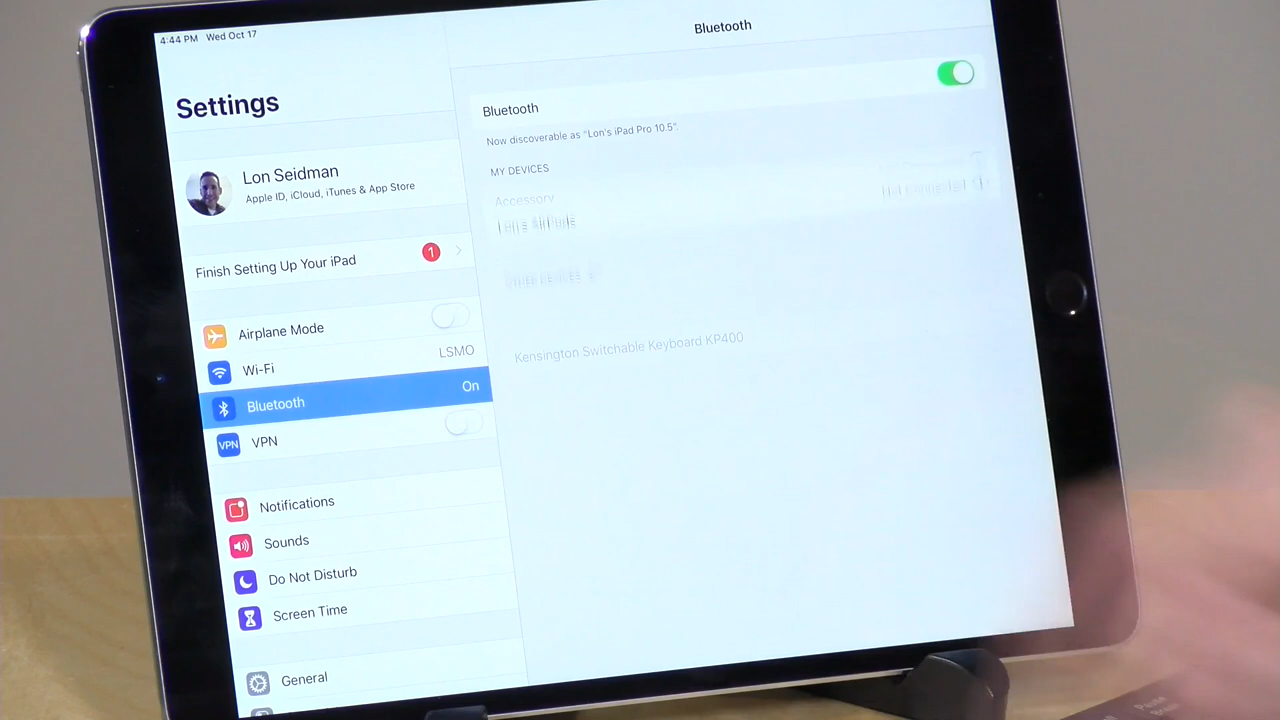 4:44 PM Wed Oct 17
Settings
Lon Seidman
Apple ID, iCloud, iTunes & App Store
Finish Setting Up Your iPad
1
Airplane Mode
Wi-Fi
LSMO
Bluetooth
On
VPN
VPN
Notifications
Sounds
Do Not Disturb
Screen Time
General
Bluetooth
Bluetooth
Now discoverable as “Lon's iPad Pro 10.5”.
MY DEVICES
Accessory
Kensington Switchable Keyboard KP400
Pause